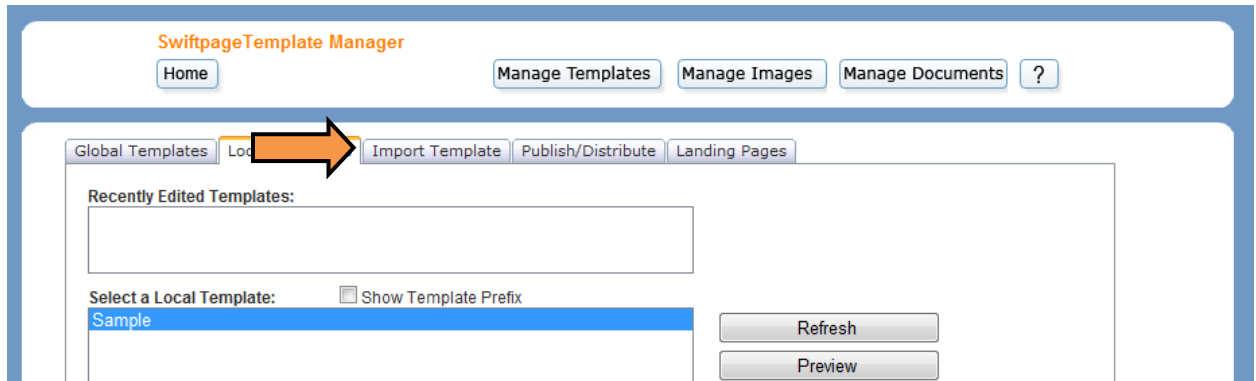 SwiftpageTemplate Manager
Home Manage Templates Manage Images Manage Documents ?
Global Templates Import Template Publish/Distribute Landing Pages
Recently Edited Templates:
Select a Local Template: Show Template Prefix
Sample
Refresh
Preview